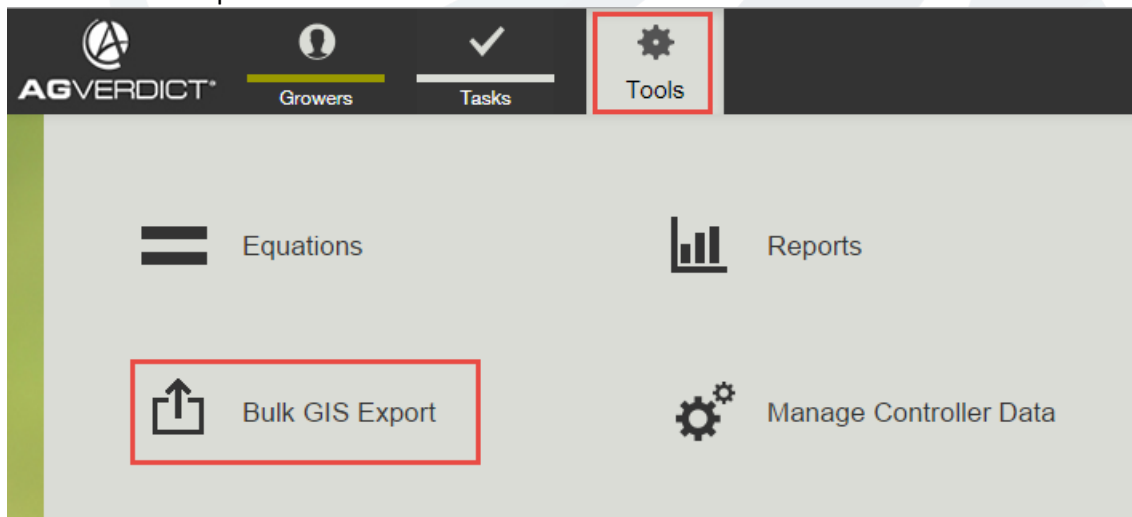 AGVERDICT
Growers
Tasks
Tools
Equations
Reports
Bulk GIS Export
Manage Controller Data